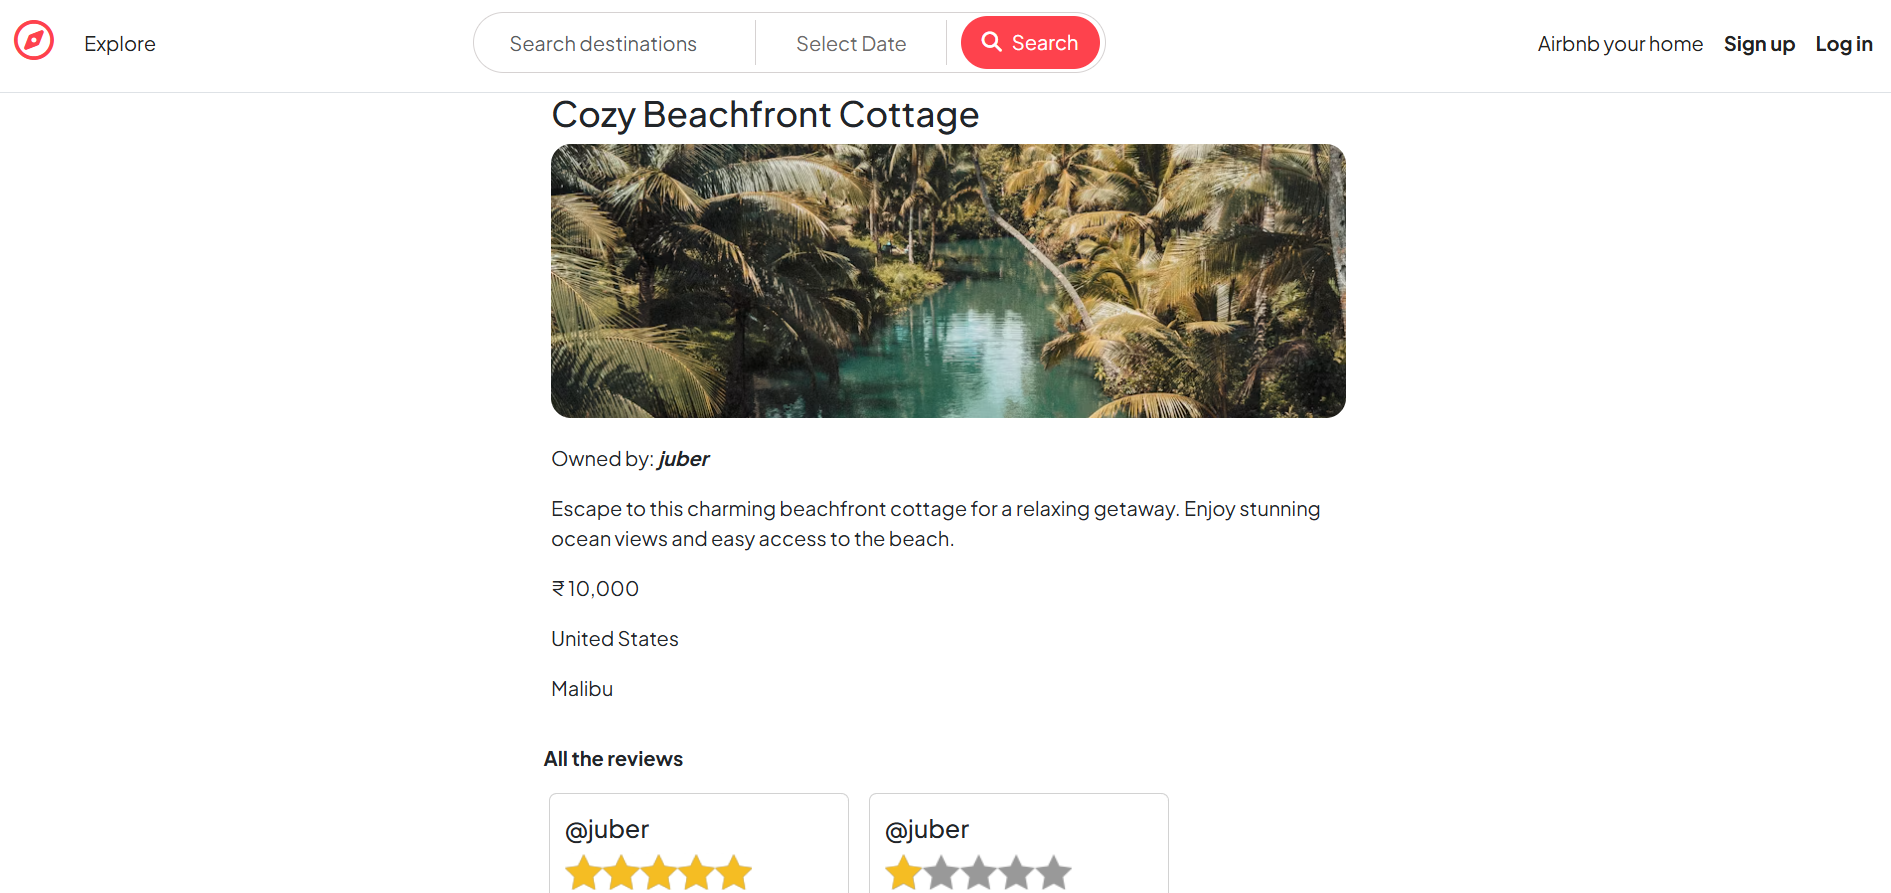 Explore
Search destinations
Select Date
Search
Airbnb your home
Sign up
Log in
Cozy Beachfront Cottage
Owned by: juber
Escape to this charming beachfront cottage for a relaxing getaway. Enjoy stunning
ocean views and easy access to the beach.
₹ 10,000
United States
Malibu
All the reviews
@juber
@juber